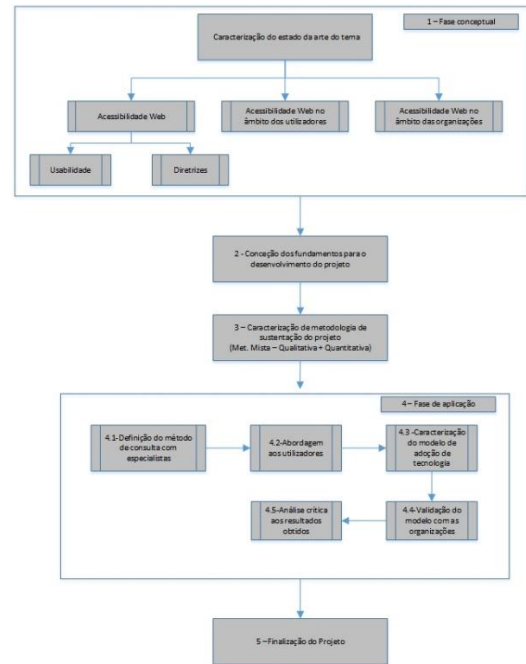 1 – Fase conceptual
Caracterização do estado da arte do tema
Acessibilidade Web
Acessibilidade Web no
âmbito dos utilizadores
Acessibilidade Web no
âmbito das organizações
Usabilidade
Diretrizes
2 - Conceção dos fundamentos para o
desenvolvimento do projeto
3 – Caracterização de metodologia de
sustentação do projeto
(Met. Mista – Qualitativa + Quantitativa)
4 – Fase de aplicação
4.1-Definição do método
de consulta com
especialistas
4.2-Abordagem
aos utilizadores
4.3 -Caracterização
do modelo de
adoção de
tecnologia
4.5-Análise crítica
aos resultados
obtidos
4.4-Validação do
modelo com as
organizações
5 –Finalização do Projeto